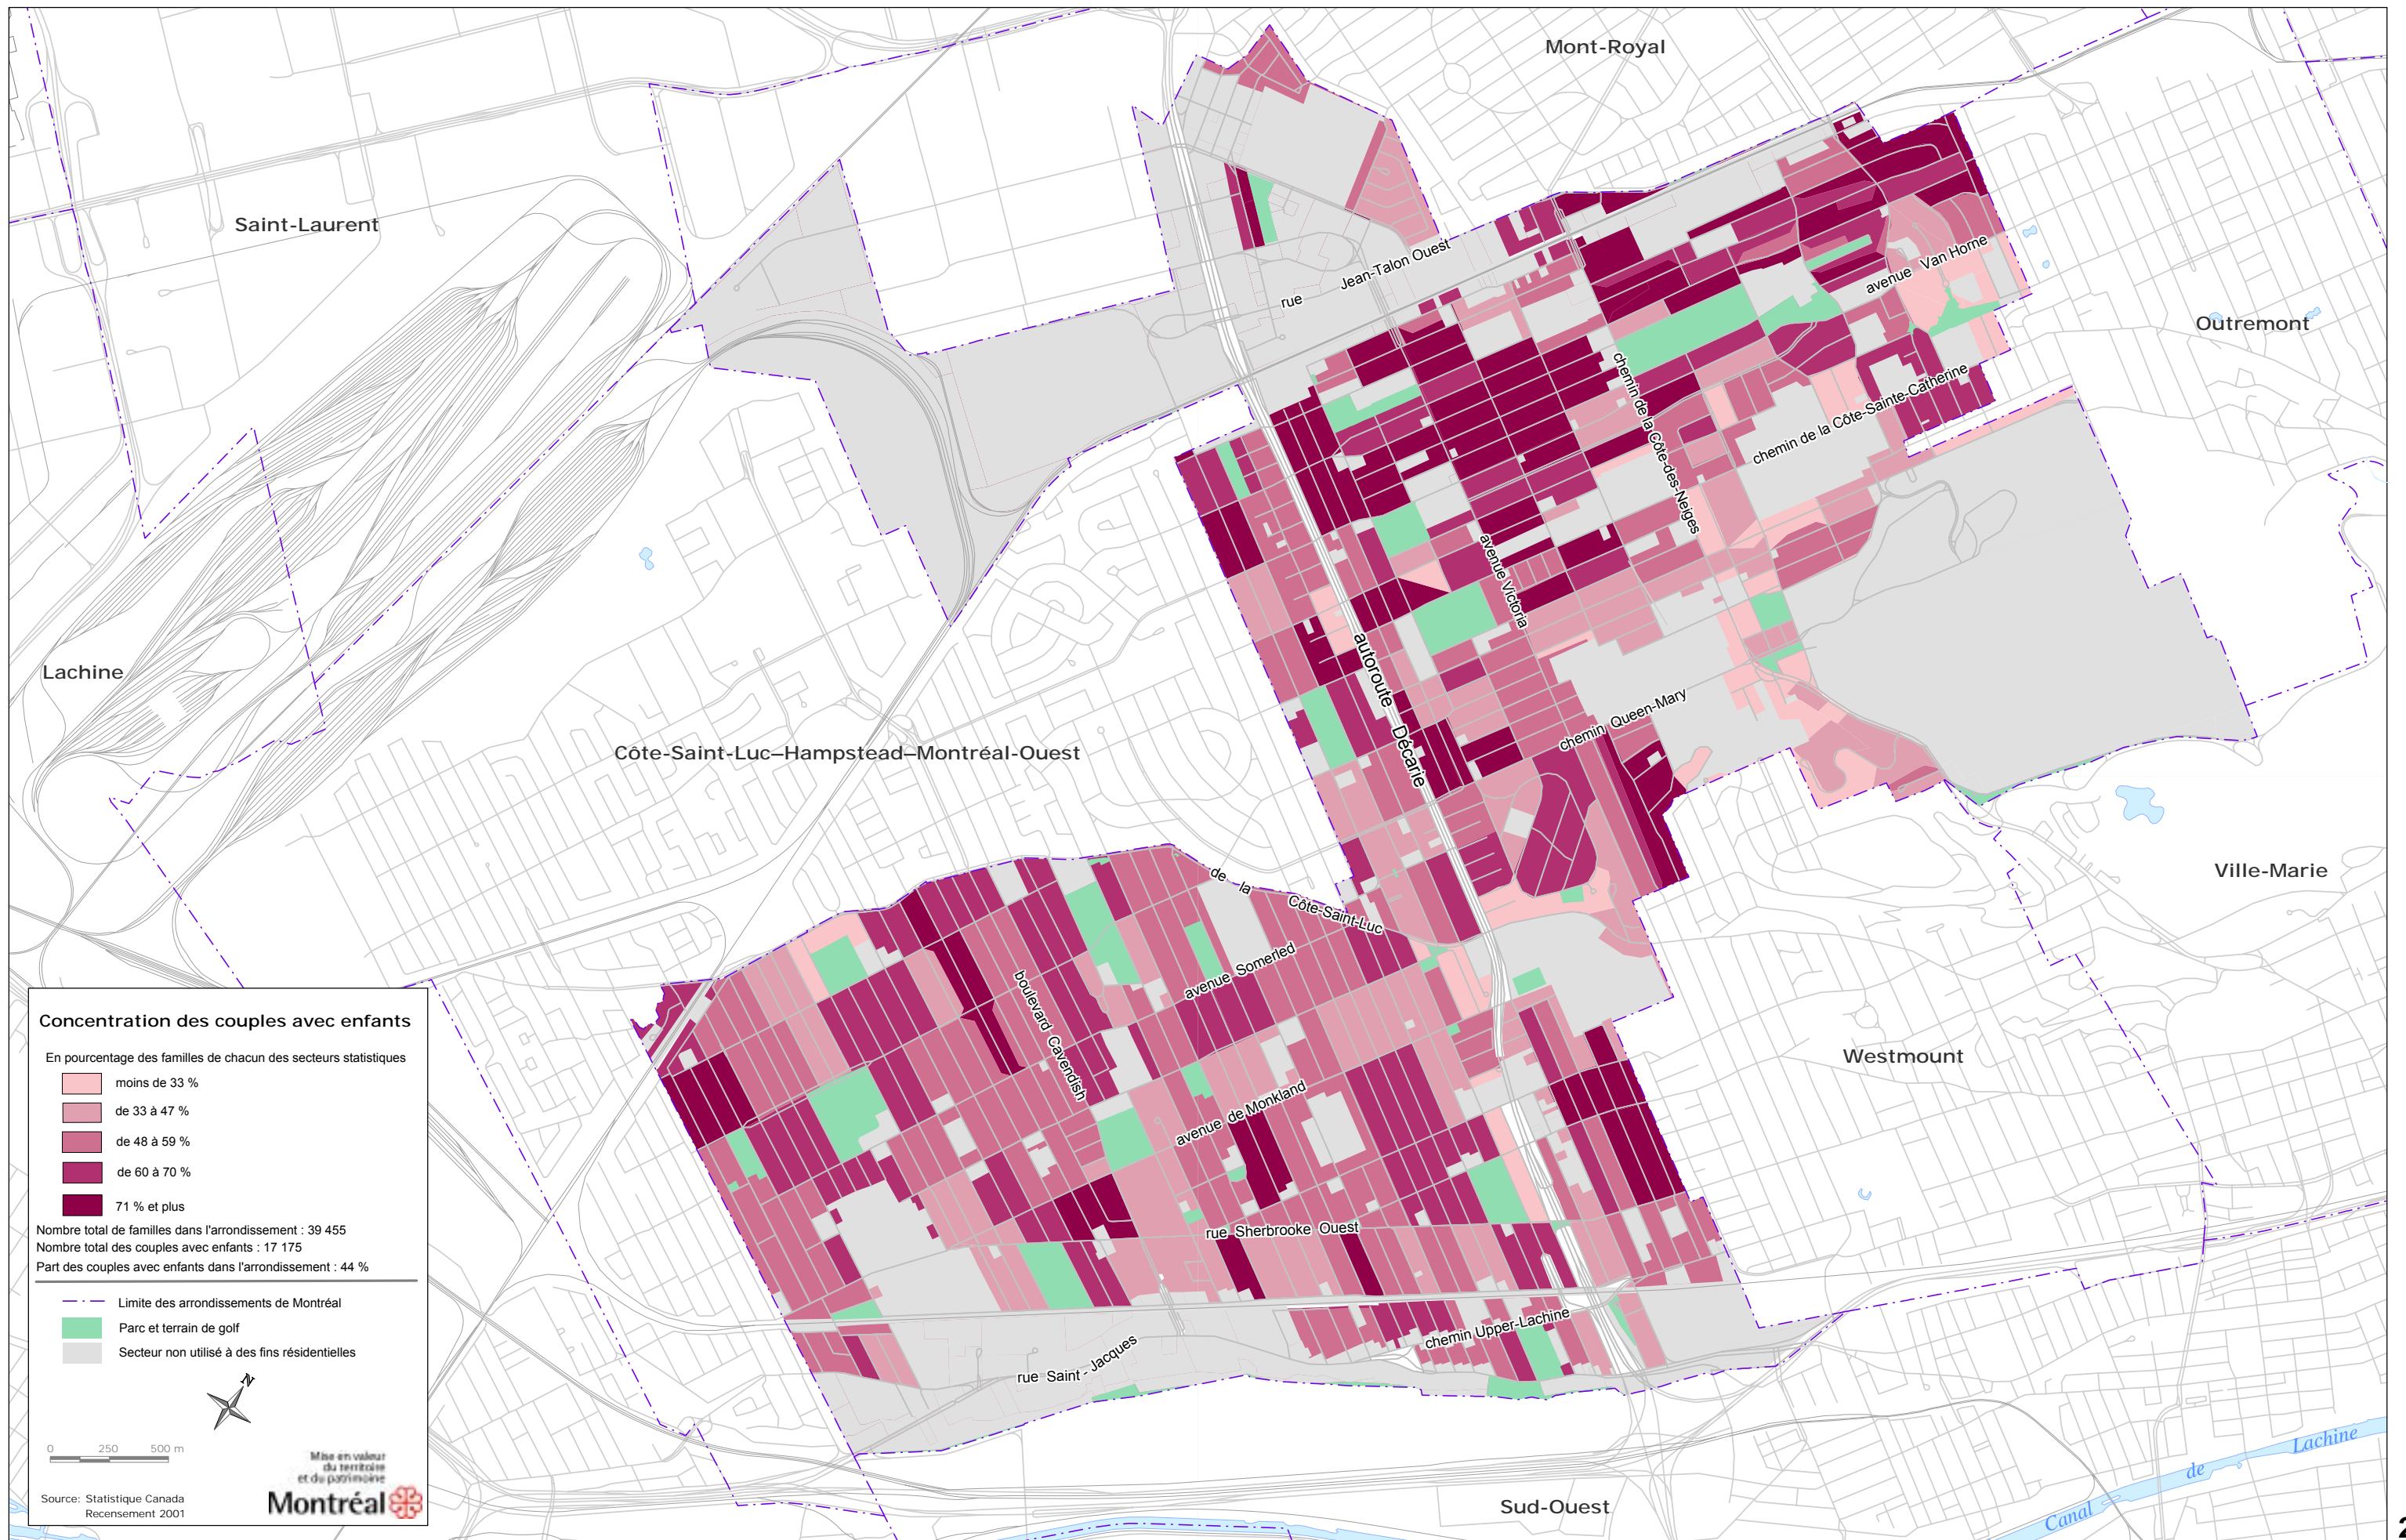 Mont-Royal
Saint-Laurent
rue Jean-Talon Ouest
avenue Van Horne
Outremont
chemin de la Côte-des-Neiges
chemin de la Côte-Sainte-Catherine
avenue Victoria
autoroute Décarie
Lachine
chemin Queen-Mary
Côte-Saint-Luc–Hampstead–Montréal-Ouest
Ville-Marie
de la Côte-Saint-Luc
avenue Somerled
boulevard Cavendish
Westmount
avenue de Monkland
rue Sherbrooke Ouest
chemin Upper-Lachine
rue Saint-Jacques
Sud-Ouest
Canal de Lachine
Concentration des couples avec enfants
En pourcentage des familles de chacun des secteurs statistiques
moins de 33 %
de 33 à 47 %
de 48 à 59 %
de 60 à 70 %
71 % et plus
Nombre total de familles dans l'arrondissement : 39 455
Nombre total des couples avec enfants : 17 175
Part des couples avec enfants dans l'arrondissement : 44 %
Limite des arrondissements de Montréal
Parc et terrain de golf
Secteur non utilisé à des fins résidentielles
N
0 250 500 m
Mise en valeur
du territoire
et du patrimoine
Montréal
Source: Statistique Canada
Recensement 2001